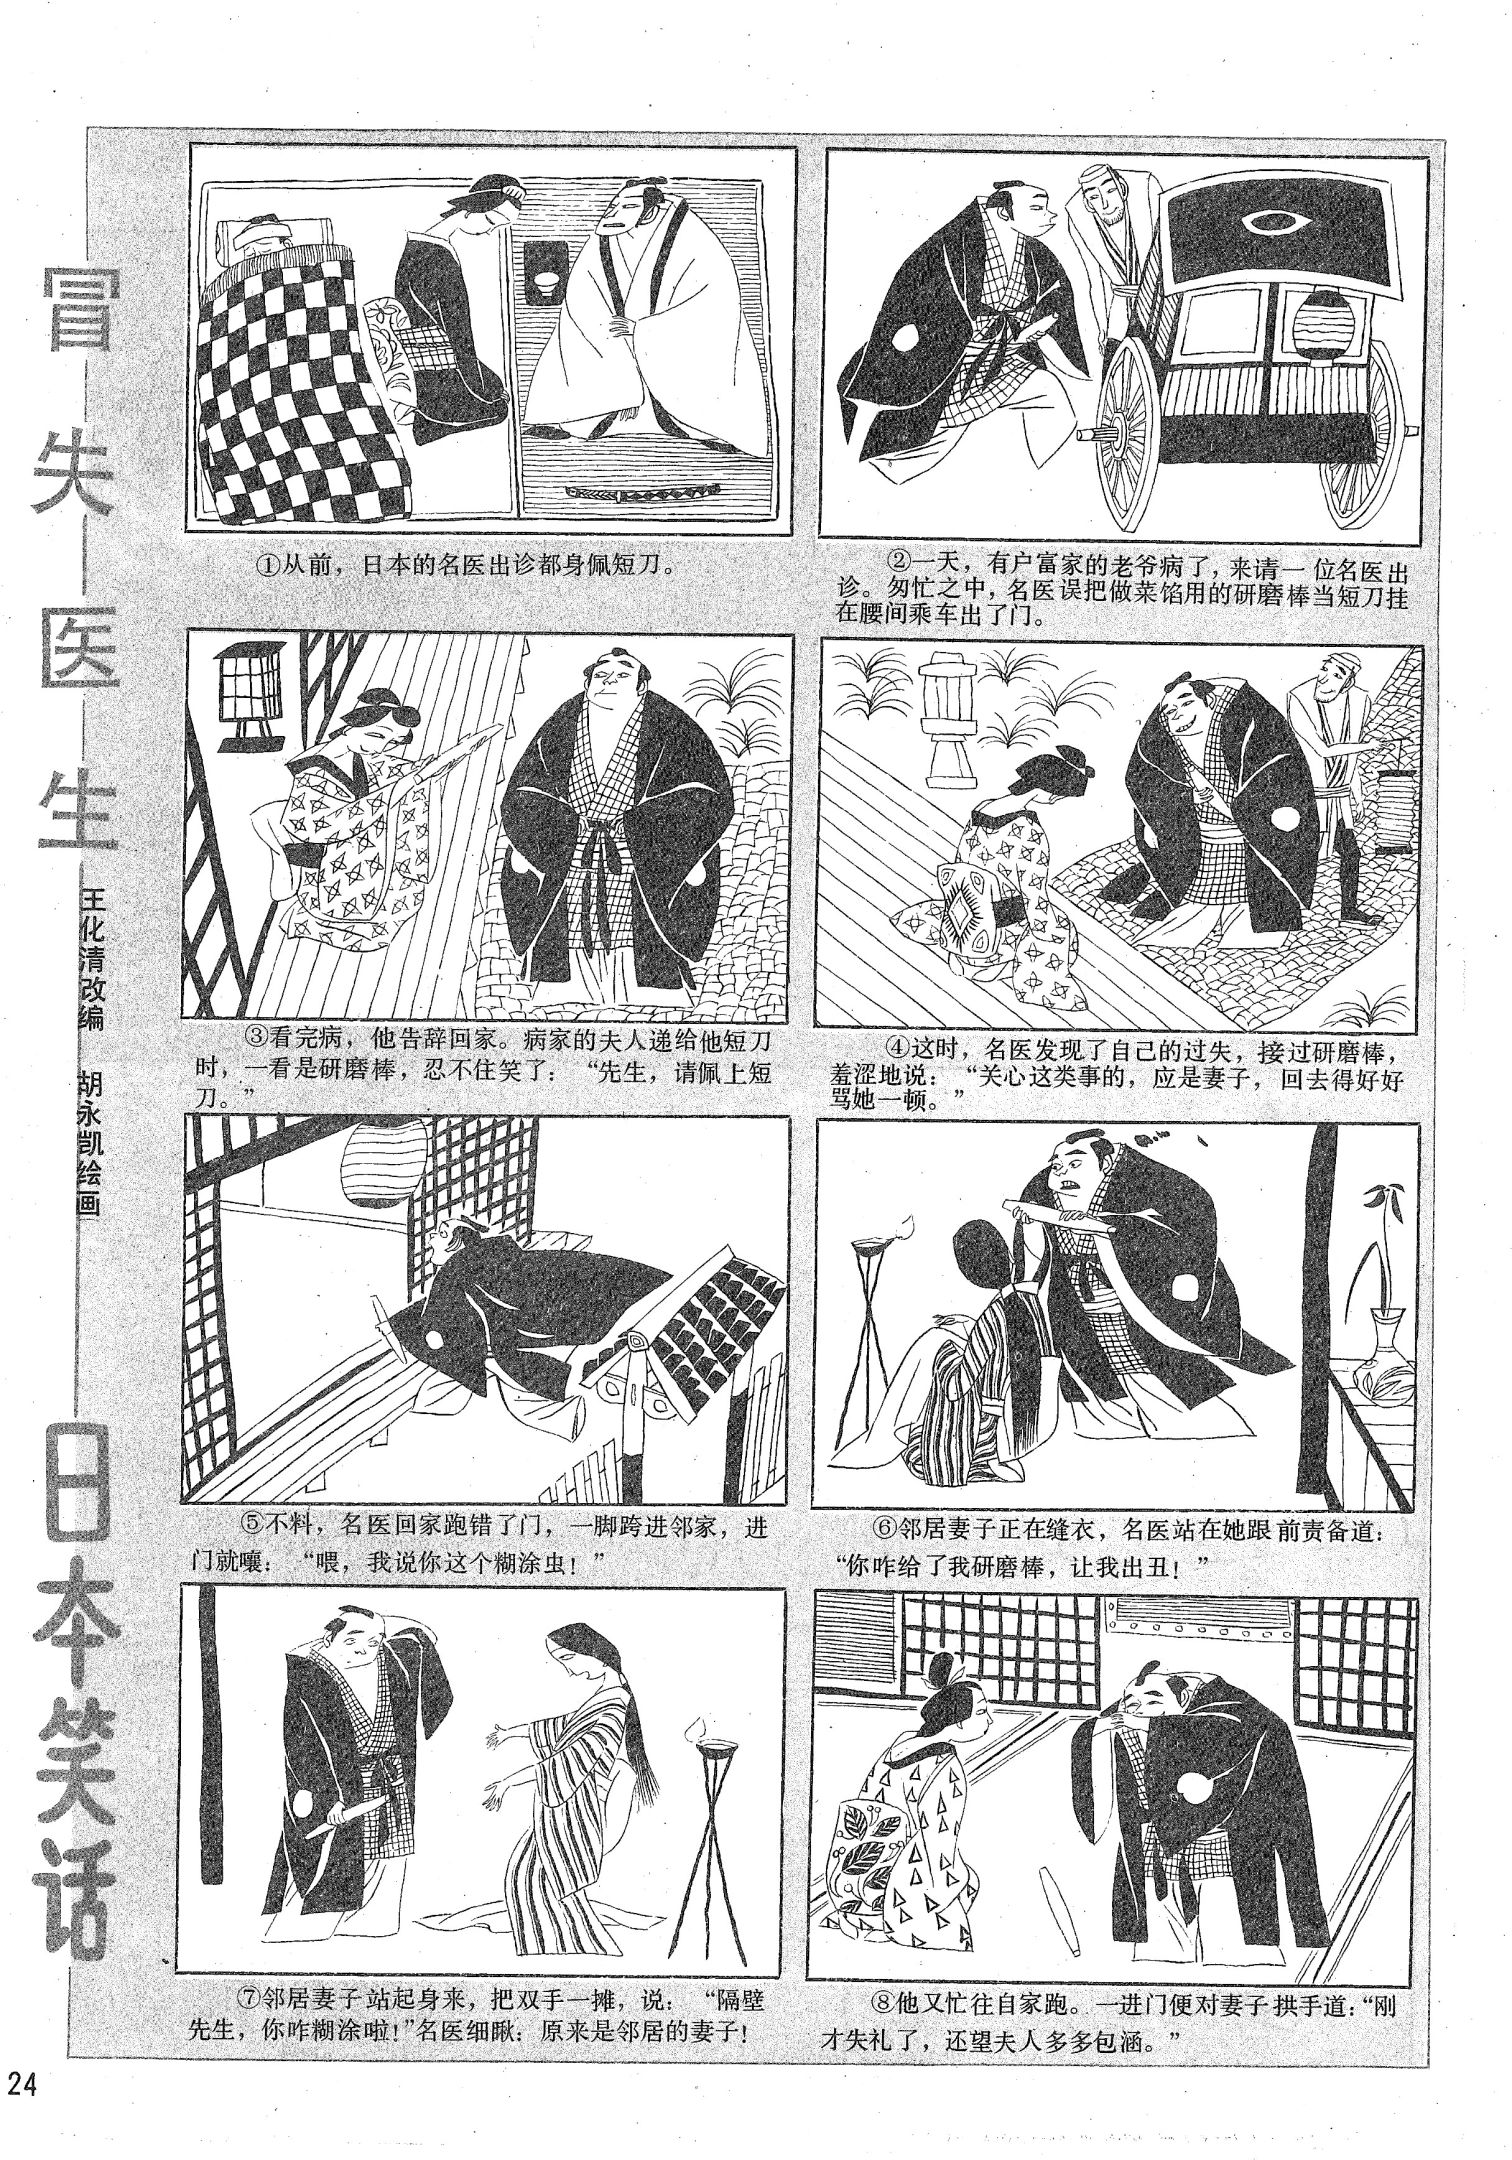 冒失医生
王化清改编 胡永凯绘画
日本笑话
①从前，日本的名医出诊都身佩短刀。
②一天，有户富家的老爷病了，来请一位名医出
诊。匆忙之中，名医误把做菜馅用的研磨棒当短刀挂
在腰间乘车出了门。
③看完病，他告辞回家。病家的夫人递给他短刀
时，一看是研磨棒，忍不住笑了：“先生，请佩上短
刀。”
④这时，名医发现了自己的过失，接过研磨棒，
羞涩地说：“关心这类事的，应是妻子，回去得好好
骂她一顿。”
⑤不料，名医回家跑错了门，一脚跨进邻家，进
门就嚷：“喂，我说你这个糊涂虫！”
⑥邻居妻子正在缝衣，名医站在她跟前责备道：
“你咋给了我研磨棒，让我出丑！”
⑦邻居妻子站起身来，把双手一摊，说：“隔壁
先生，你咋糊涂啦！”名医细瞅：原来是邻居的妻子！
⑧他又忙往自家跑。一进门便对妻子拱手道：“刚
才失礼了，还望夫人多多包涵。”
24